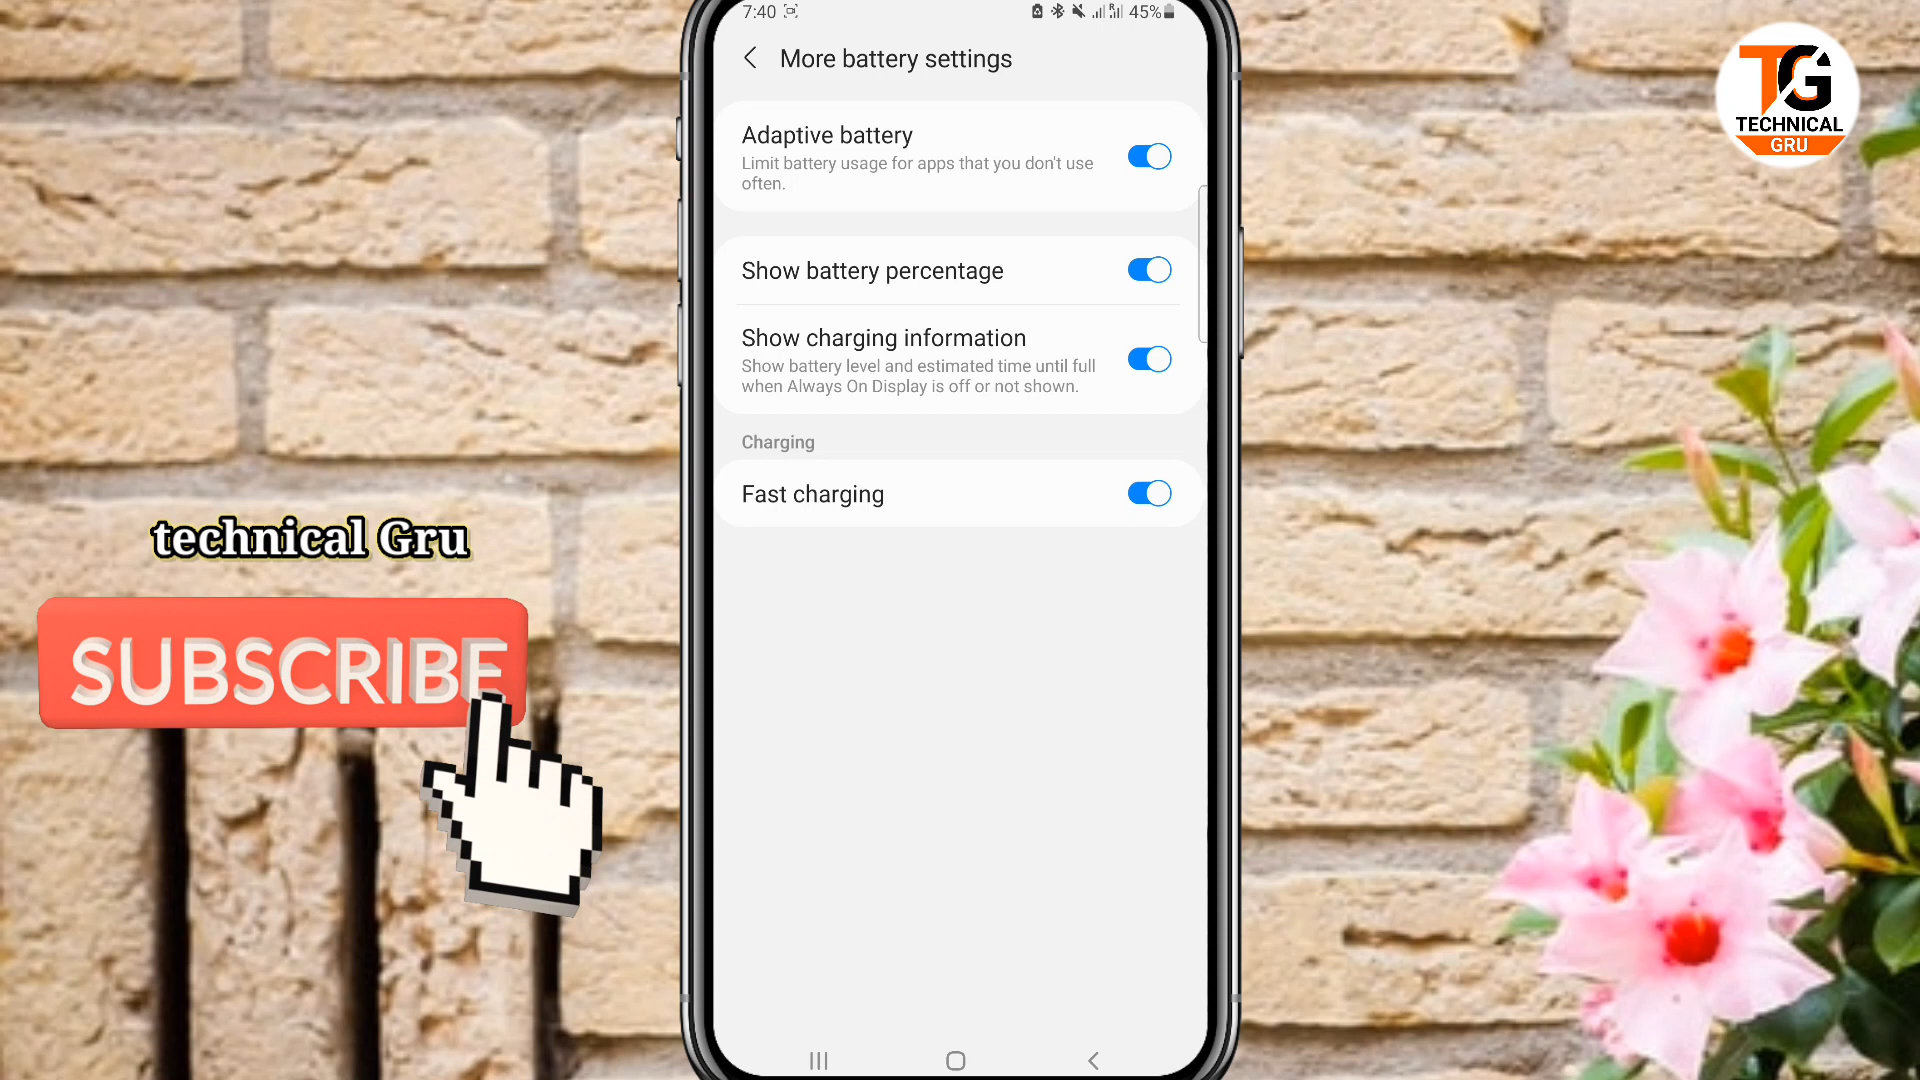 7:40
45%
More battery settings
Adaptive battery
Limit battery usage for apps that you don't use
often.
Show battery percentage
Show charging information
Show battery level and estimated time until full
when Always On Display is off or not shown.
Charging
Fast charging
technical Gru
SUBSCRIBE
TG
TECHNICAL
GRU